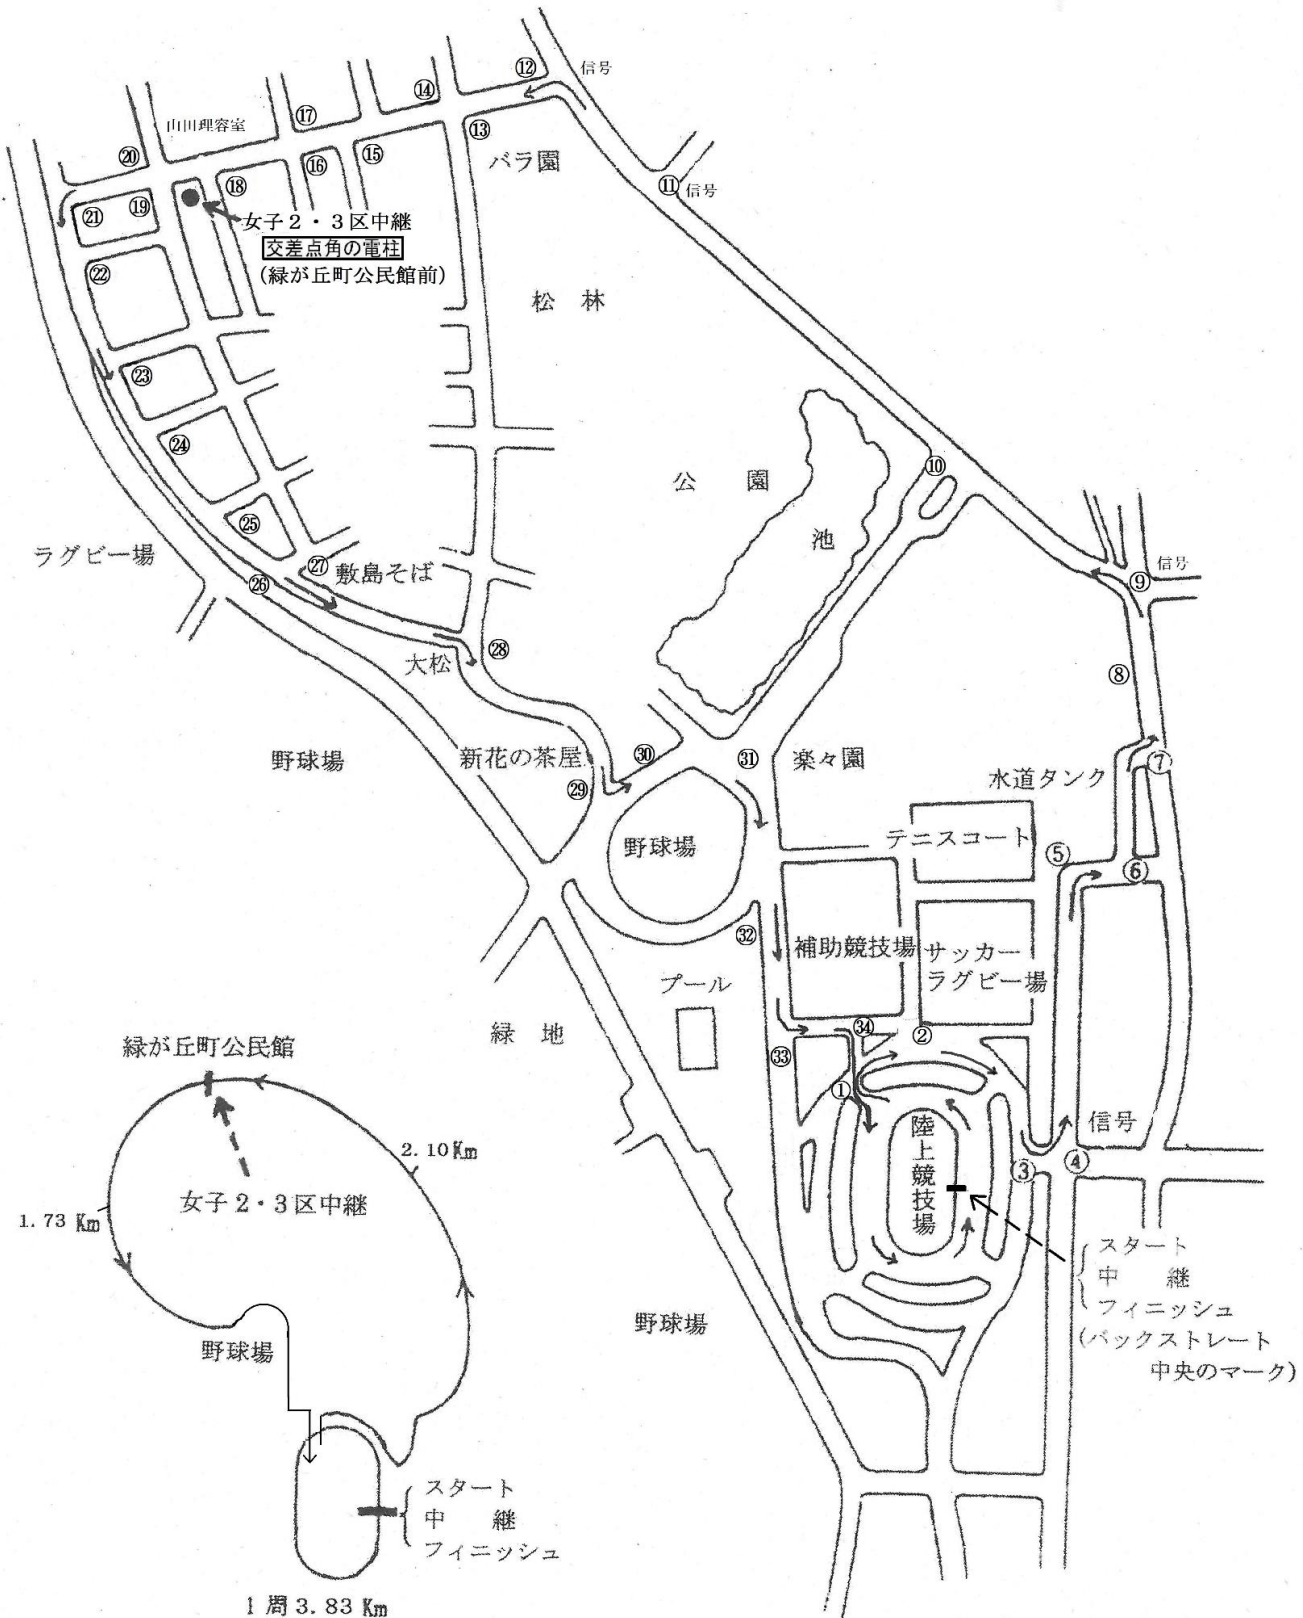 ⑫
信号
⑭
⑰
山田理容室
⑬
⑳
⑮
⑯
バラ園
⑪
信号
⑱
⑲
㉑
女子2・3区中継
交差点角の電柱
(緑が丘町公民館前)
㉒
松 林
㉓
㉔
⑩
公 園
㉕
池
ラグビー場
㉗
敷島そば
㉖
信号
⑨
㉘
大松
⑧
新花の茶屋
㉚
㉛
楽々園
野球場
⑦
水道タンク
㉙
野球場
テニスコート
⑤
⑥
㉜
補助競技場
サッカー
ラグビー場
プール
緑 地
㉞
②
㉝
①
陸上競技場
信号
③
④
スタート
中 継
フィニッシュ
(バックストレート
中央のマーク)
野球場
緑が丘町公民館
2.10Km
女子2・3区中継
1.73 Km
野球場
スタート
中 継
フィニッシュ
1周3.83 Km